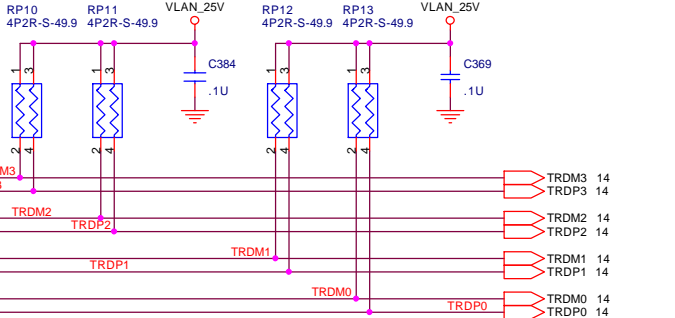 RP10 RP11 VLAN_25V RP12 RP13 VLAN_25V
4P2R-S-49.9 4P2R-S-49.9 4P2R-S-49.9 4P2R-S-49.9
C384 C369
1 3 1 3 1 3 1 3
.1U .1U
2 4 2 4 2 4 2 4
M3 TRDM3 14
TRDP3 14
TRDM2 TRDM2 14
TRDP2 TRDP2 14
TRDM1 TRDM1 14
TRDP1 TRDP1 14
TRDM0 TRDM0 14
TRDP0 TRDP0 14